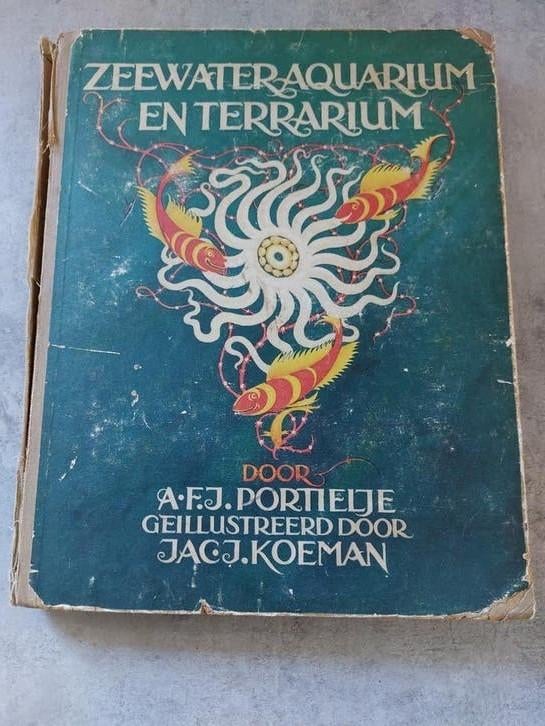 ZEEWATER-AQUARIUM
EN TERRARIUM
DOOR
A.F.J. PORTIELJE
GEILLUSTREERD DOOR
JAC.J. KOEMAN